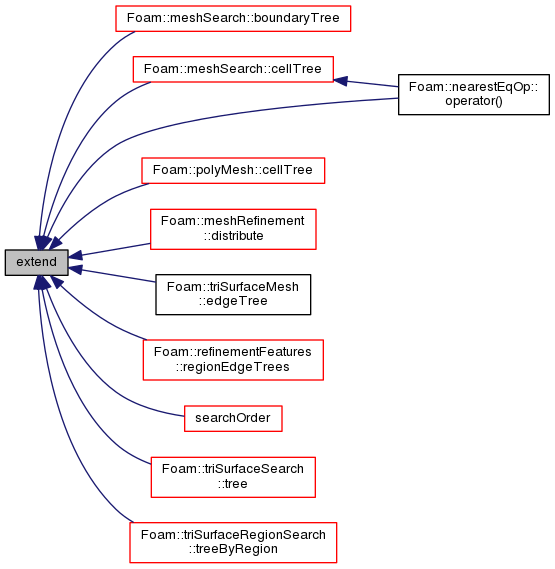 Foam::meshSearch::boundaryTree
Foam::meshSearch::cellTree
Foam::nearestEqOp::
operator()
Foam::polyMesh::cellTree
Foam::meshRefinement
::distribute
extend
Foam::triSurfaceMesh
::edgeTree
Foam::refinementFeatures
::regionEdgeTrees
searchOrder
Foam::triSurfaceSearch
::tree
Foam::triSurfaceRegionSearch
::treeByRegion